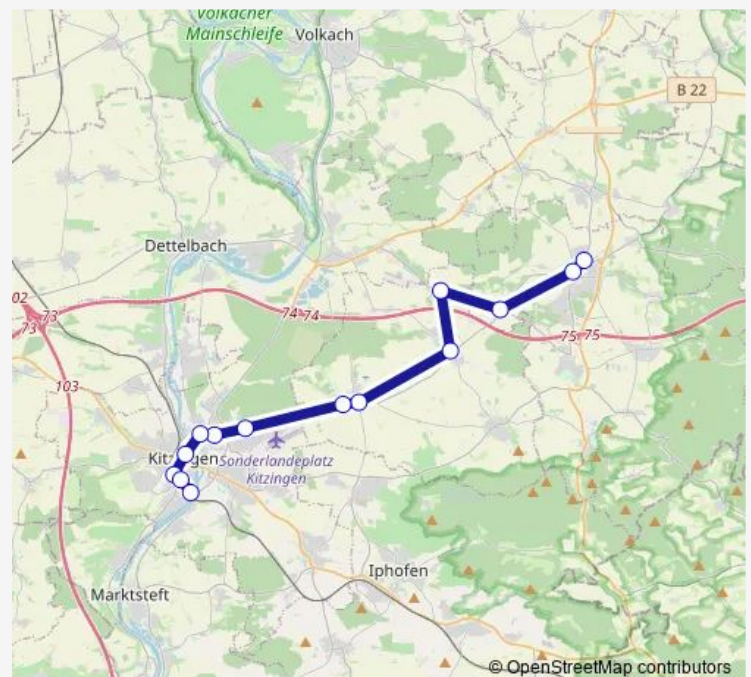 Volkacher
Mainschleife
Volkach
B 22
Dettelbach
02
73
73
74 74
75 75
103
Sonderlandeplatz
Kitzingen
Iphofen
Marktsteft
© OpenStreetMap contributors